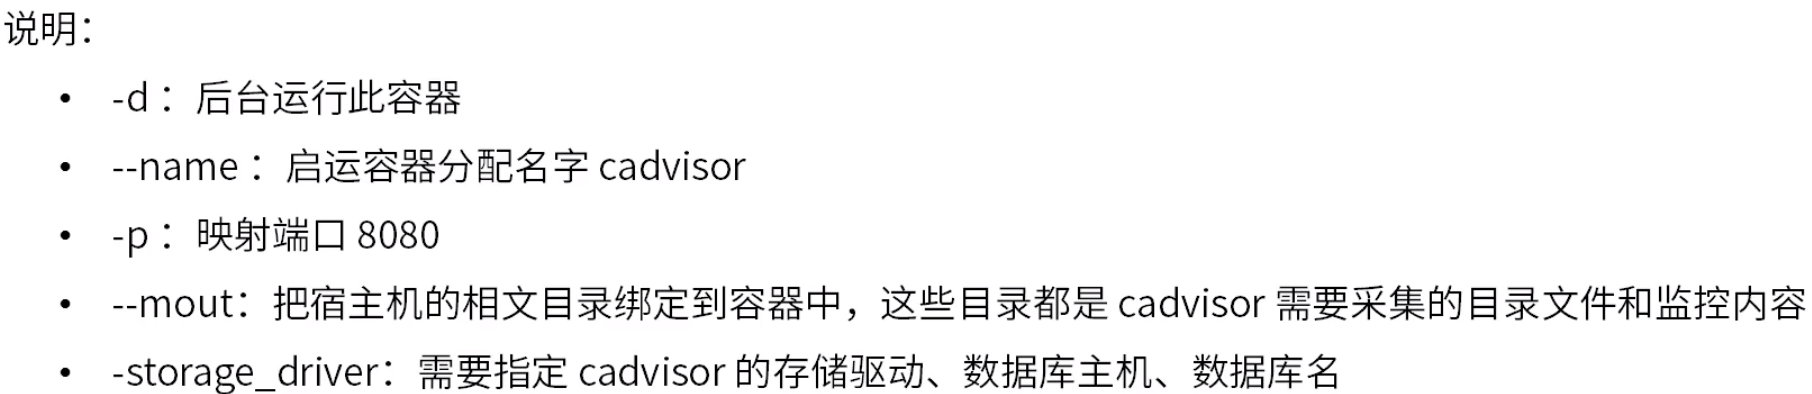 说明：
• -d： 后台运行此容器
• --name： 启运容器分配名字 cadvisor
• -p： 映射端口 8080
• --mout：把宿主机的相文目录绑定到容器中，这些目录都是 cadvisor 需要采集的目录文件和监控内容
• -storage_driver：需要指定 cadvisor 的存储驱动、数据库主机、数据库名